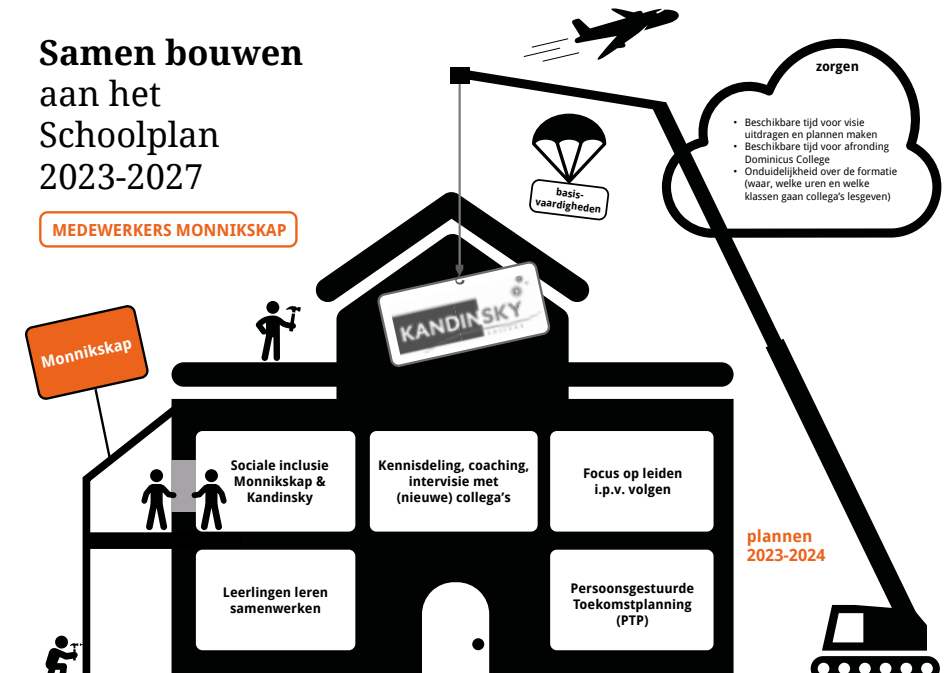 Samen bouwen
aan het
Schoolplan
2023-2027
MEDEWERKERS MONNIKSKAP
zorgen
• Beschikbare tijd voor visie
uitdragen en plannen maken
• Beschikbare tijd voor afronding
Dominicus College
• Onduidelijkheid over de formatie
(waar, welke uren en welke
klassen gaan collega's lesgeven)
basis-
vaardigheden
KANDINSKY
Monnikskap
Sociale inclusie
Monnikskap &
Kandinsky
Kennisdeling, coaching,
intervisie met
(nieuwe) collega's
Focus op leiden
i.p.v. volgen
plannen
2023-2024
Leerlingen leren
samenwerken
Persoonsgestuurde
Toekomstplanning
(PTP)